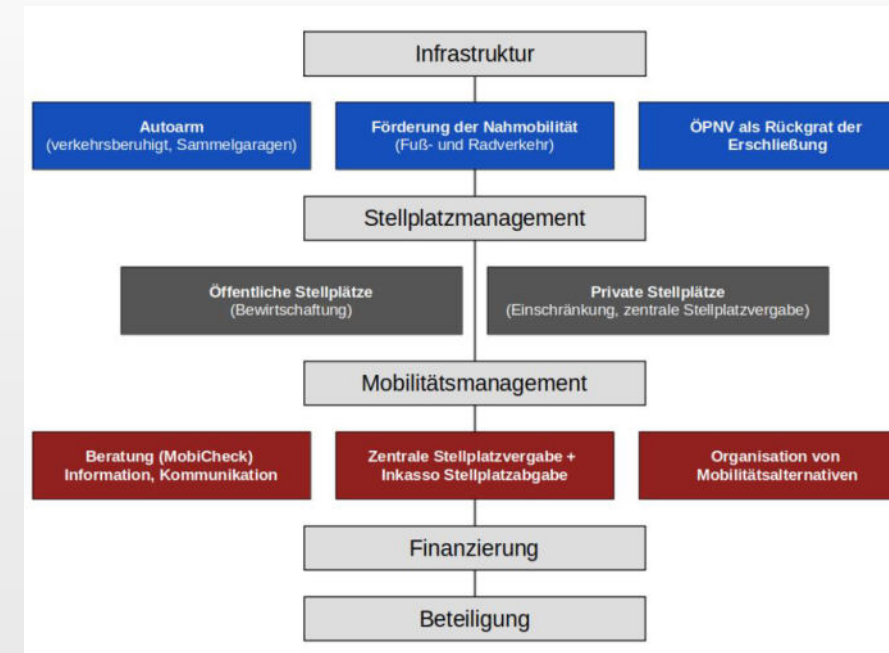 Infrastruktur
Autoarm
(verkehrsberuhigt, Sammelgaragen)
Förderung der Nahmobilität
(Fuß- und Radverkehr)
ÖPNV als Rückgrat der
Erschließung
Stellplatzmanagement
Öffentliche Stellplätze
(Bewirtschaftung)
Private Stellplätze
(Einschränkung, zentrale Stellplatzvergabe)
Mobilitätsmanagement
Beratung (MobiCheck)
Information, Kommunikation
Zentrale Stellplatzvergabe +
Inkasso Stellplatzabgabe
Organisation von
Mobilitätsalternativen
Finanzierung
Beteiligung